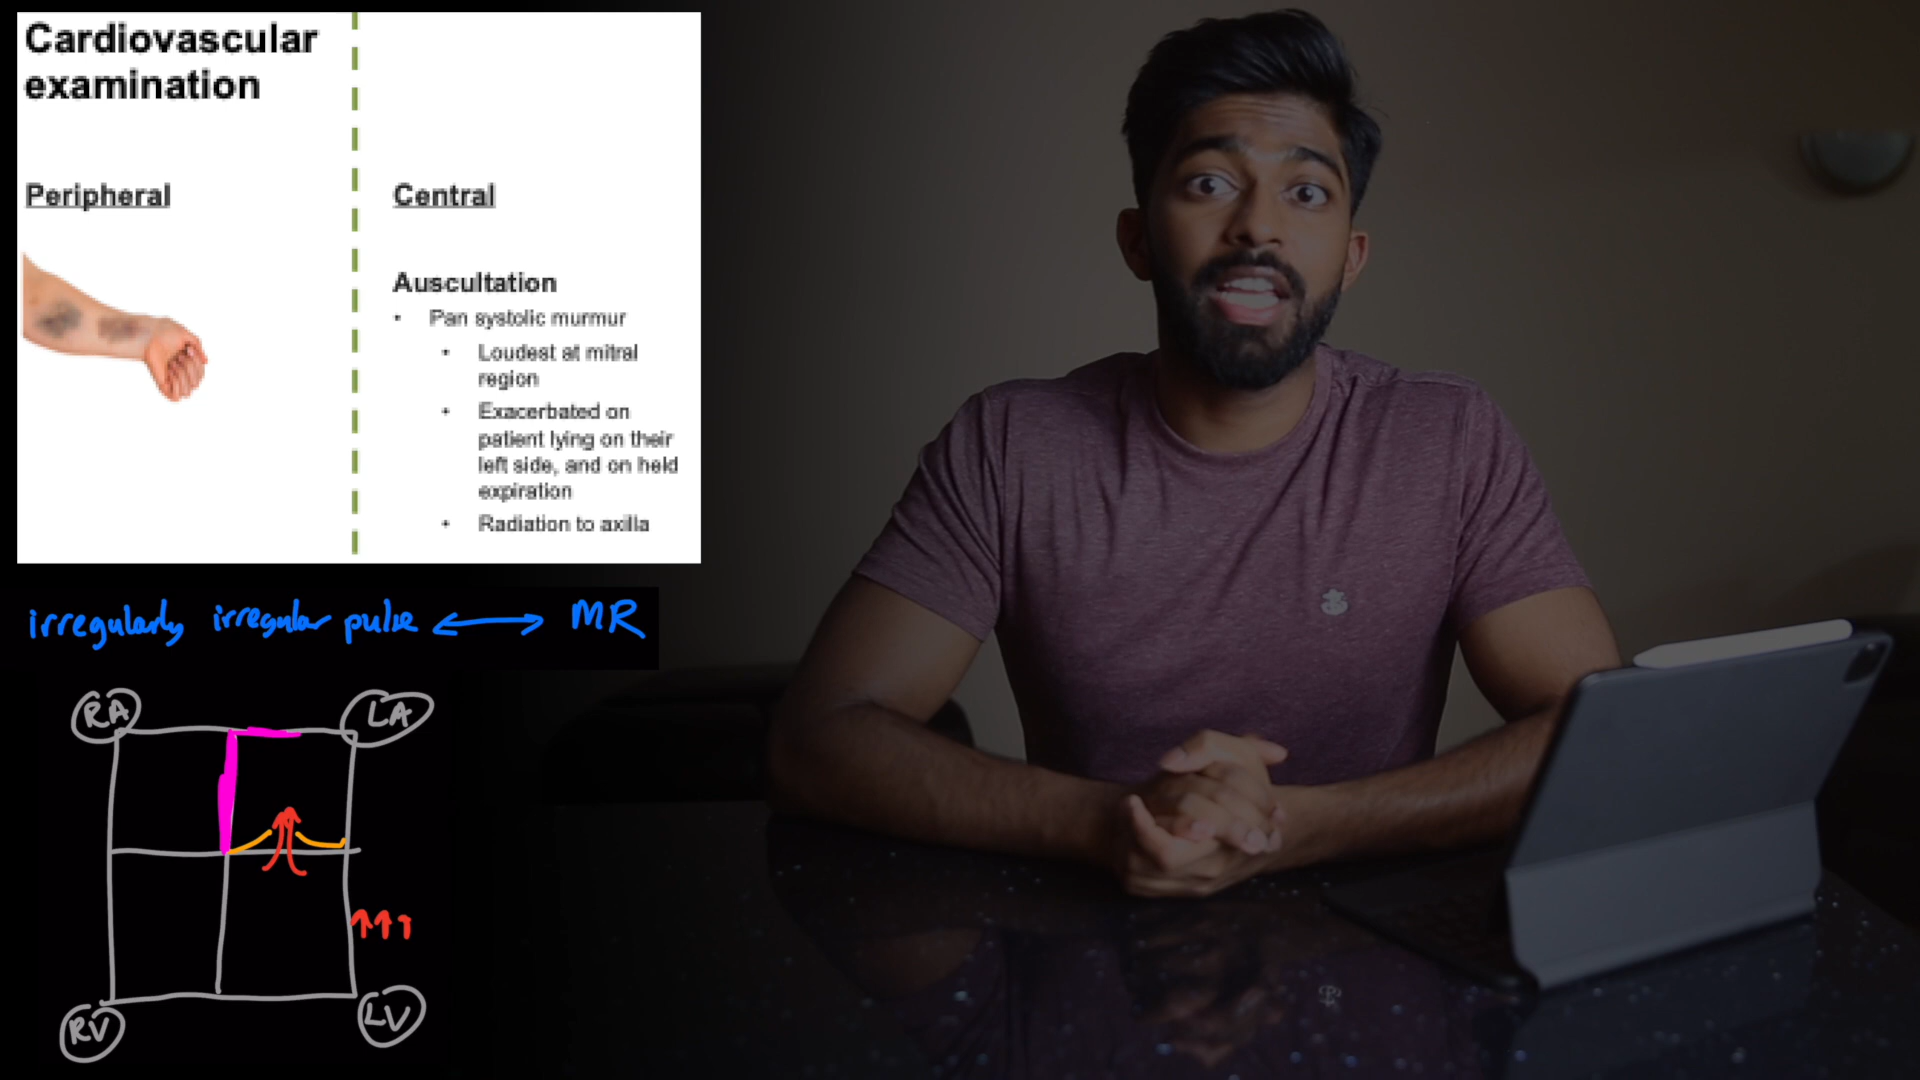 Cardiovascular
examination
Peripheral
Central
Auscultation
• Pan systolic murmur
• Loudest at mitral
region
• Exacerbated on
patient lying on their
left side, and on held
expiration
• Radiation to axilla
irregularly irregular pulse ⟷ MR
RA
LA
↑↑↑
RV
LV